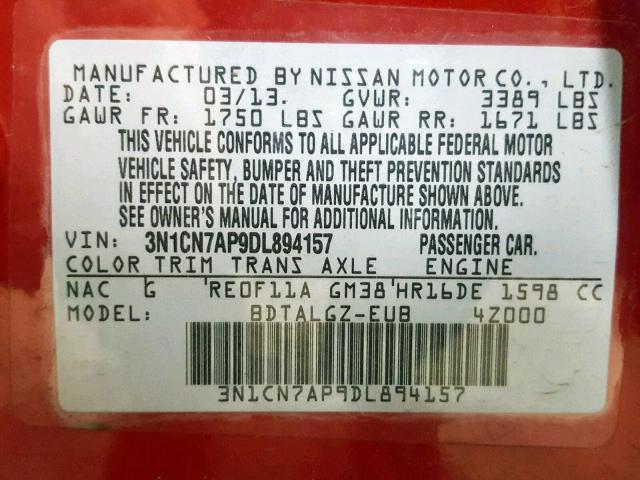 MANUFACTURED BY NISSAN MOTOR CO., LTD.
DATE: 03/13. GVWR: 3389 LBS
GAWR FR: 1750 LBS GAWR RR: 1671 LBS
THIS VEHICLE CONFORMS TO ALL APPLICABLE FEDERAL MOTOR
VEHICLE SAFETY, BUMPER AND THEFT PREVENTION STANDARDS
IN EFFECT ON THE DATE OF MANUFACTURE SHOWN ABOVE.
SEE OWNER'S MANUAL FOR ADDITIONAL INFORMATION.
VIN: 3N1CN7AP9DL894157 PASSENGER CAR.
COLOR TRIM TRANS AXLE ENGINE
NAC G 'RE0F11A GM38'HR16DE 1598 CC
MODEL: BDTALGZ-EUB 4Z000
3N1CN7AP9DL894157